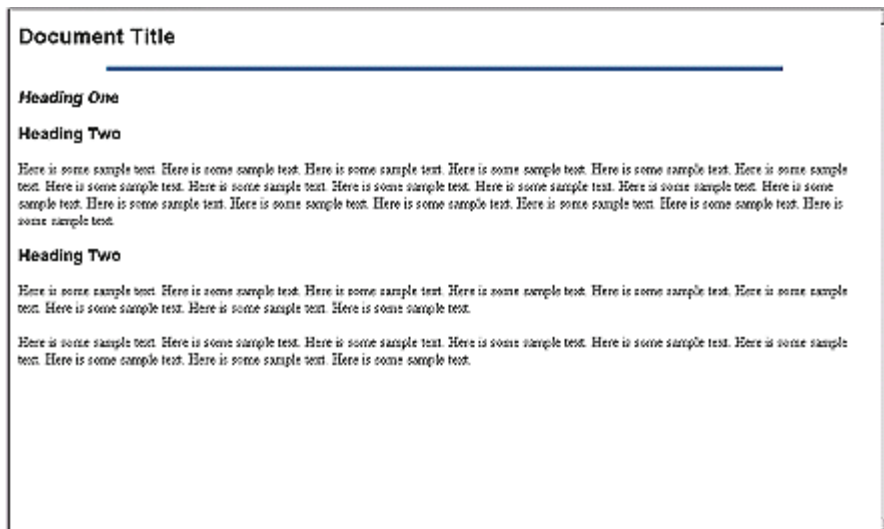 Document Title
Heading One
Heading Two
Here is some sample text. Here is some sample text. Here is some sample text. Here is some sample text. Here is some sample text. Here is some sample
text. Here is some sample text. Here is some sample text. Here is some sample text. Here is some sample text. Here is some sample text. Here is some
sample text. Here is some sample text. Here is some sample text. Here is some sample text. Here is some sample text. Here is some sample text. Here is
some sample text.
Heading Two
Here is some sample text. Here is some sample text. Here is some sample text. Here is some sample text. Here is some sample text. Here is some sample
text. Here is some sample text. Here is some sample text. Here is some sample text.
Here is some sample text. Here is some sample text. Here is some sample text. Here is some sample text. Here is some sample text. Here is some sample
text. Here is some sample text. Here is some sample text. Here is some sample text.